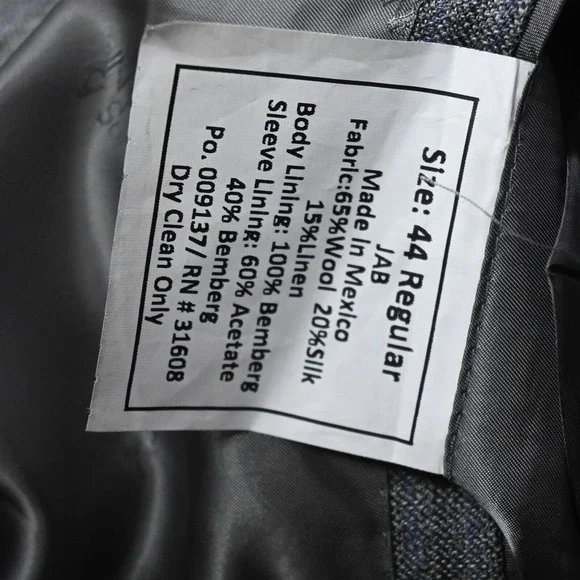 Size: 44 Regular
JAB
Made in Mexico
Fabric:65%Wool 20%Silk
15%Linen
Body Lining: 100% Bemberg
Sleeve Lining: 60% Acetate
40% Bemberg
Po. 009137/ RN # 31608
Dry Clean Only